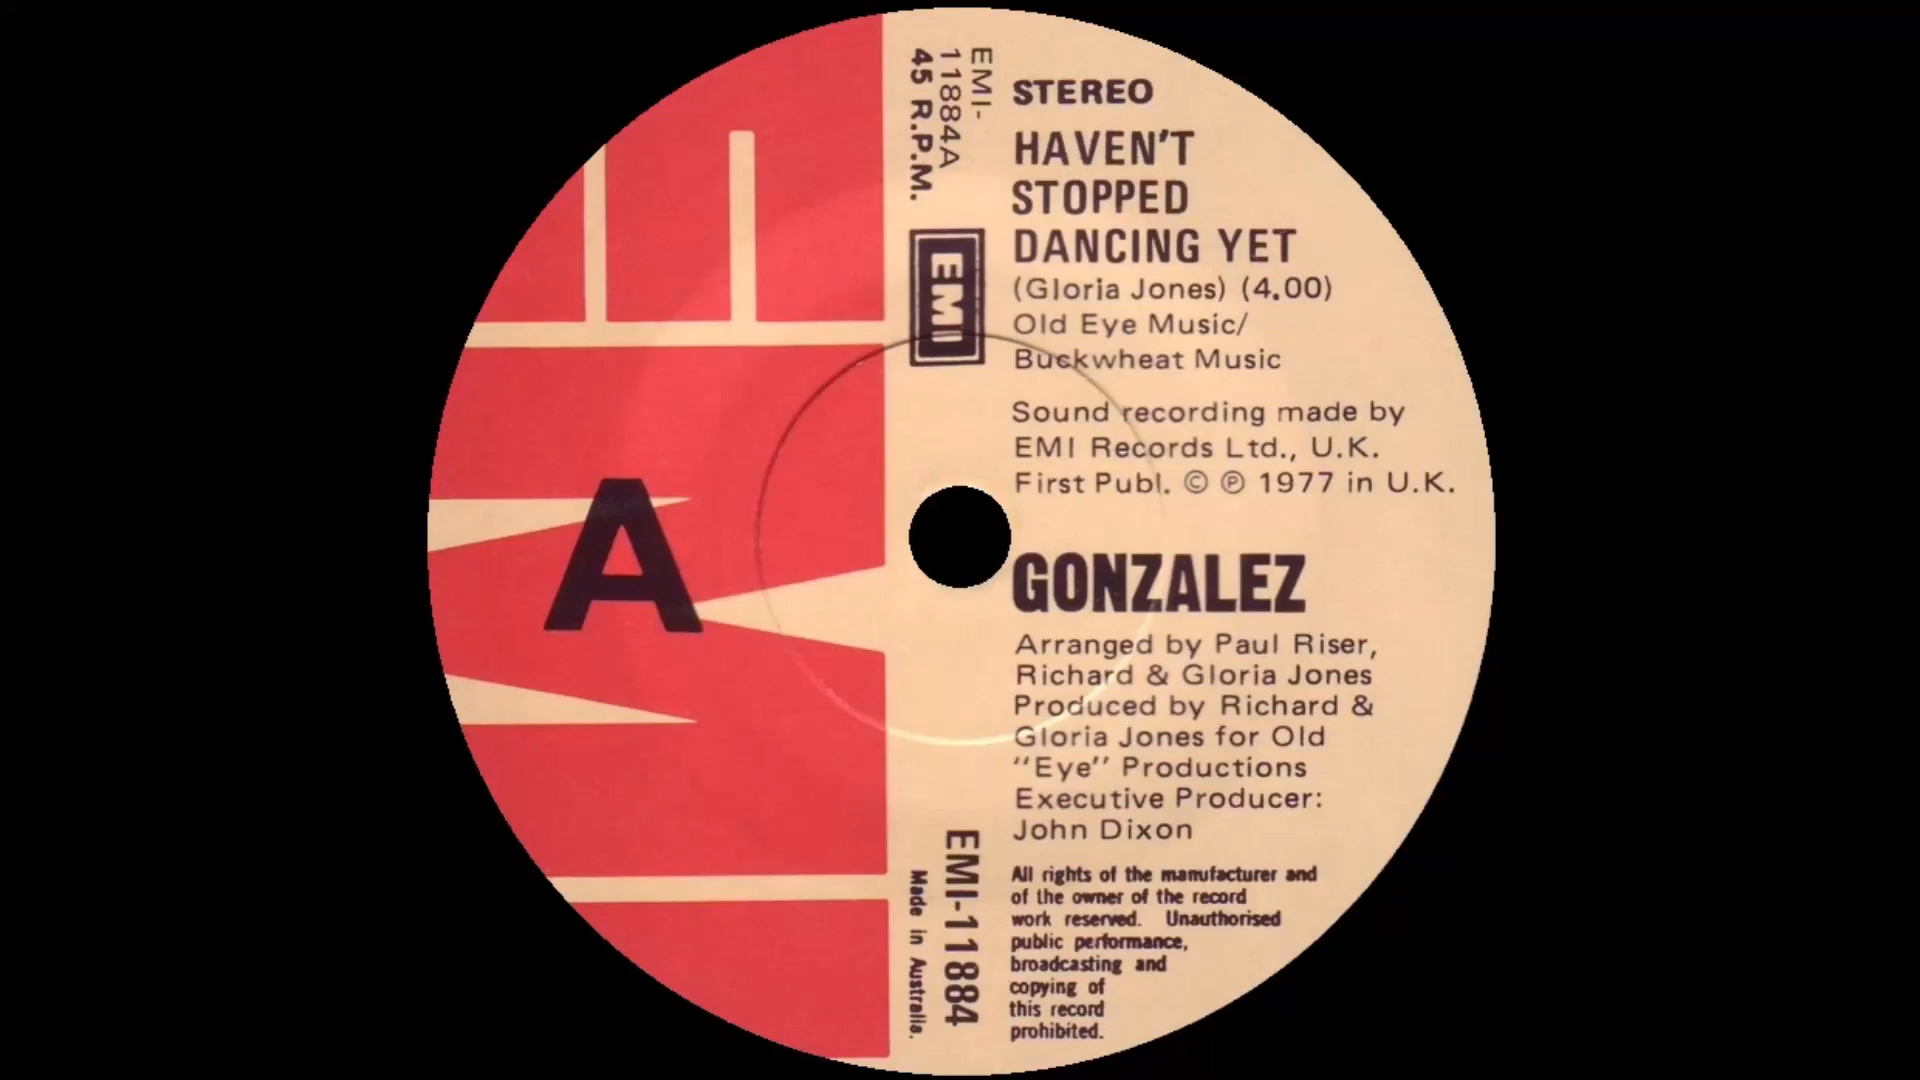 EMI-
11884A
45 R.P.M.
EMI
STEREO
HAVEN'T
STOPPED
DANCING YET
(Gloria Jones) (4.00)
Old Eye Music/
Buckwheat Music
Sound recording made by
EMI Records Ltd., U.K.
First Publ. © ℗ 1977 in U.K.
A
GONZALEZ
Arranged by Paul Riser,
Richard & Gloria Jones
Produced by Richard &
Gloria Jones for Old
"Eye" Productions
Executive Producer:
John Dixon
EMI-11884
Made in Australia.
All rights of the manufacturer and
of the owner of the record
work reserved. Unauthorised
public performance,
broadcasting and
copying of
this record
prohibited.